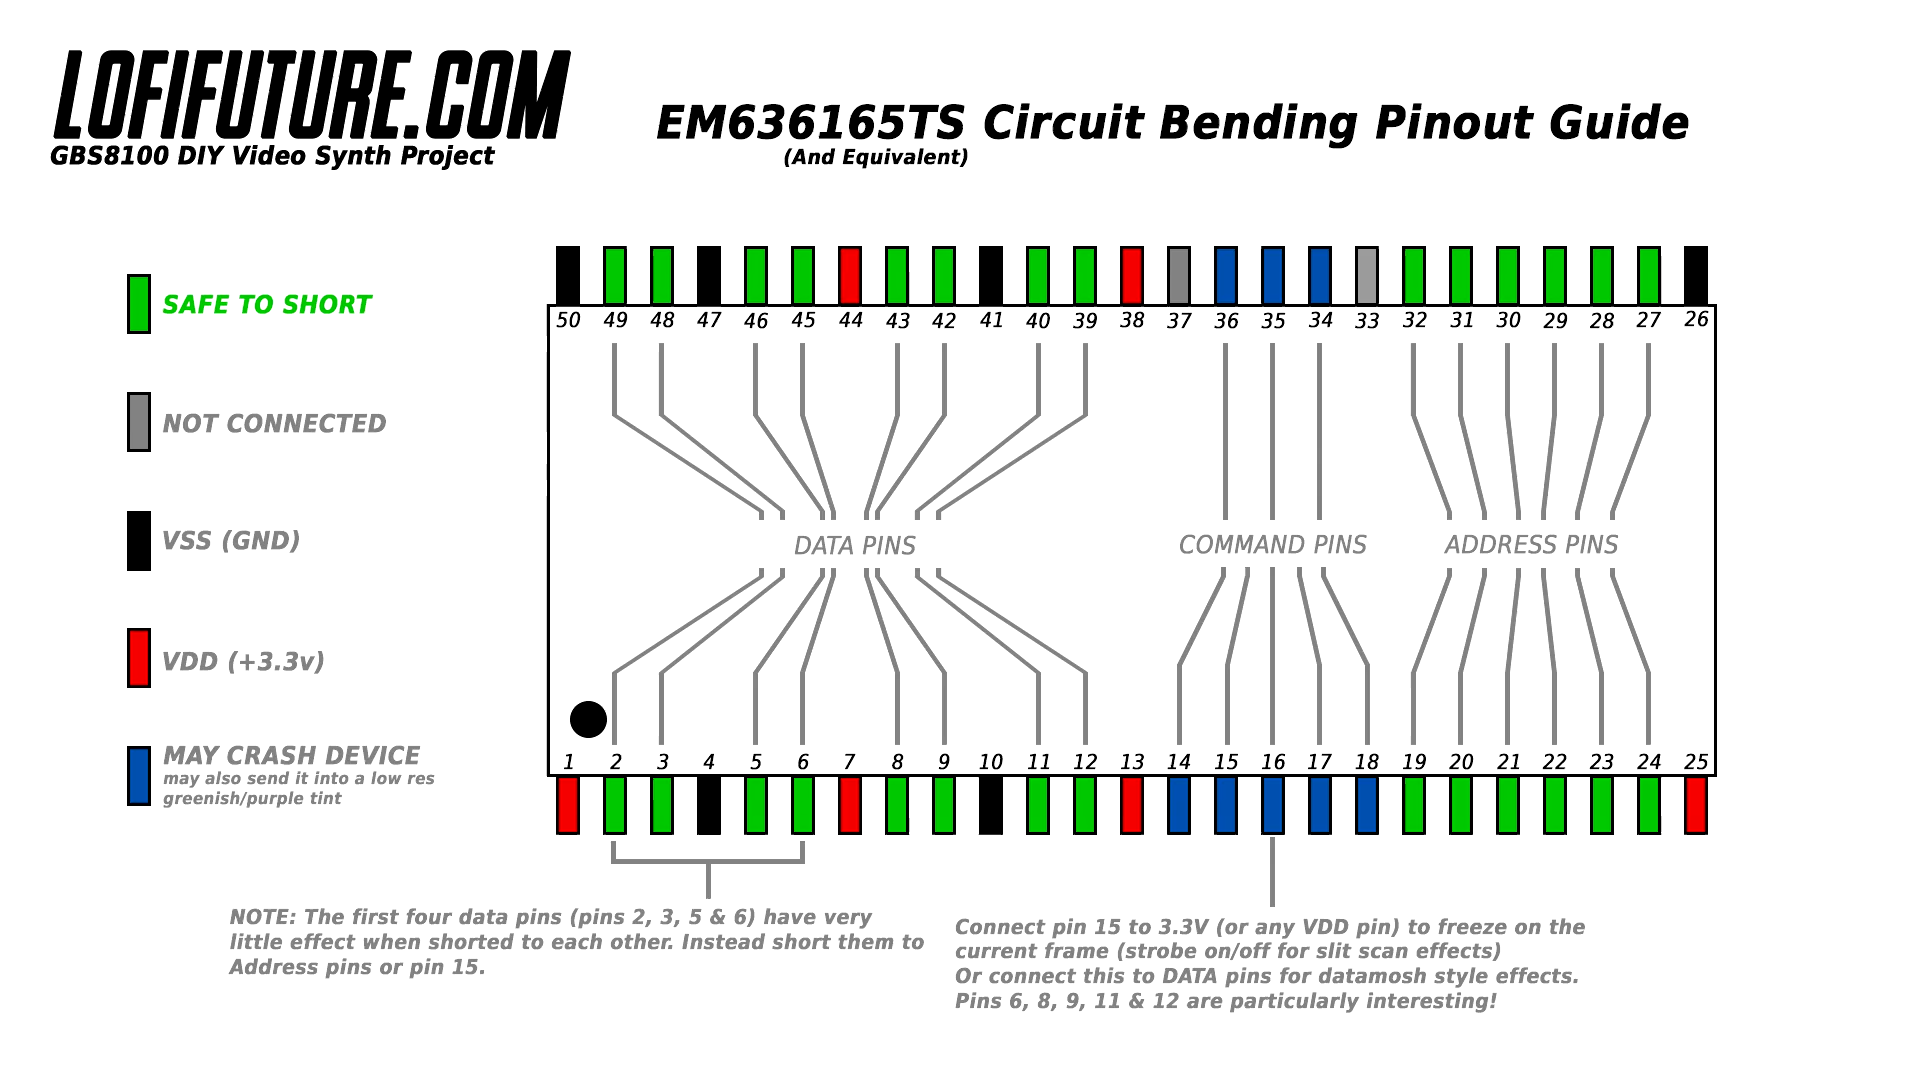 LOFIFUTURE.COM
GBS8100 DIY Video Synth Project
EM636165TS Circuit Bending Pinout Guide
(And Equivalent)
SAFE TO SHORT
NOT CONNECTED
VSS (GND)
VDD (+3.3v)
MAY CRASH DEVICE
may also send it into a low res
greenish/purple tint
50 49 48 47 46 45 44 43 42 41 40 39 38 37 36 35 34 33 32 31 30 29 28 27 26
DATA PINS
COMMAND PINS
ADDRESS PINS
1 2 3 4 5 6 7 8 9 10 11 12 13 14 15 16 17 18 19 20 21 22 23 24 25
NOTE: The first four data pins (pins 2, 3, 5 & 6) have very
little effect when shorted to each other. Instead short them to
Address pins or pin 15.
Connect pin 15 to 3.3V (or any VDD pin) to freeze on the
current frame (strobe on/off for slit scan effects)
Or connect this to DATA pins for datamosh style effects.
Pins 6, 8, 9, 11 & 12 are particularly interesting!